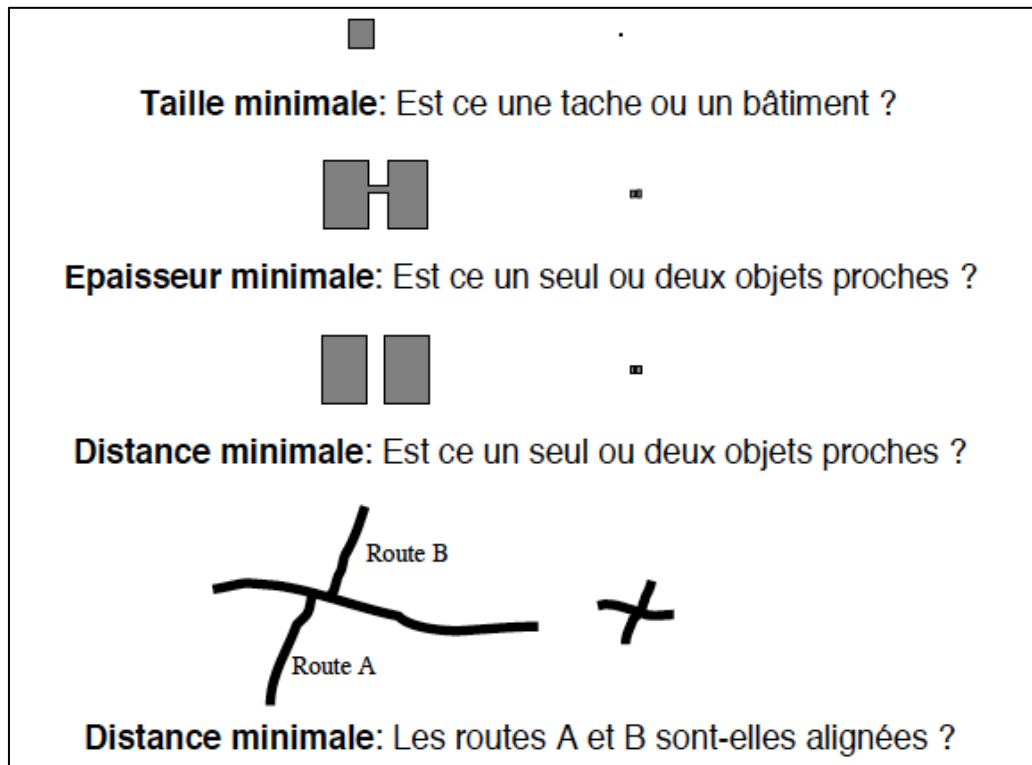 Taille minimale: Est ce une tache ou un bâtiment ?
Epaisseur minimale: Est ce un seul ou deux objets proches ?
Distance minimale: Est ce un seul ou deux objets proches ?
Route B
Route A
Distance minimale: Les routes A et B sont-elles alignées ?